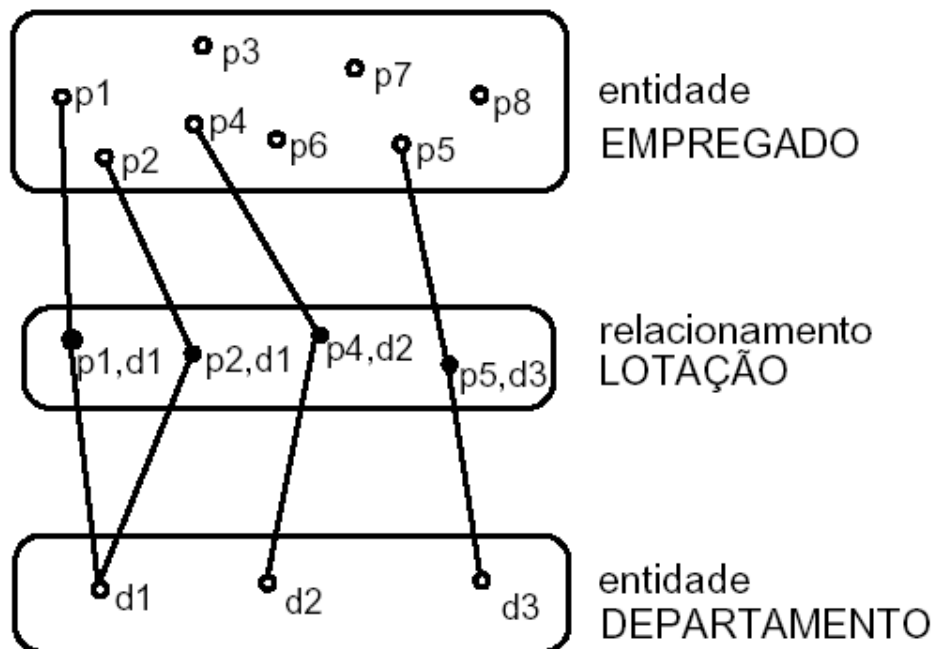 p3
p7
p1
p8
p4
p6
p5
p2
entidade
EMPREGADO
relacionamento
LOTAÇÃO
p1,d1
p2,d1
p4,d2
p5,d3
entidade
DEPARTAMENTO
d1
d2
d3